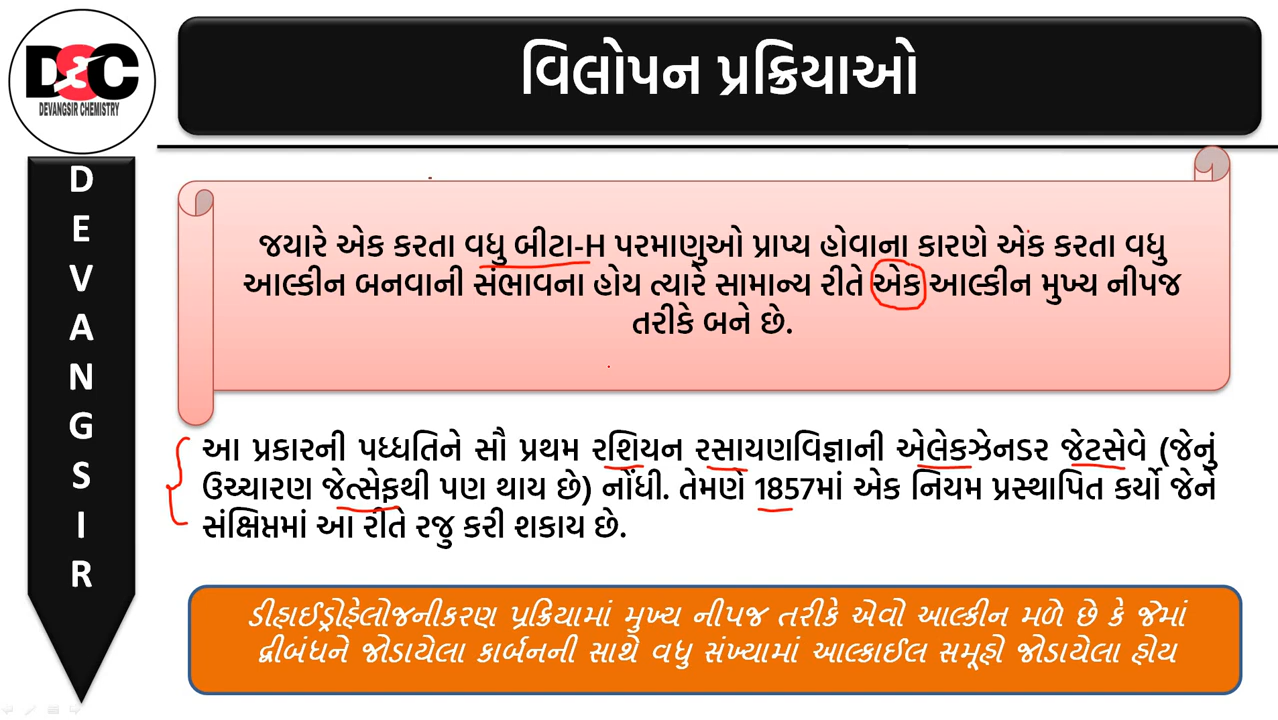 D&C
DEVANGSIR CHEMISTRY
વિલોપન પ્રક્રિયાઓ
D
E
V
A
N
G
S
I
R
જયારે એક કરતા વધુ બીટા-H પરમાણુઓ પ્રાપ્ય હોવાના કારણે એક કરતા વધુ
આલ્કીન બનવાની સંભાવના હોય ત્યારે સામાન્ય રીતે એક આલ્કીન મુખ્ય નીપજ
તરીકે બને છે.
આ પ્રકારની પધ્ધતિને સૌ પ્રથમ રશિયન રસાયણવિજ્ઞાની એલેકઝેનડર જેટસેવે (જેનું
ઉચ્ચારણ જેત્સેફથી પણ થાય છે) નોંધી. તેમણે 1857માં એક નિયમ પ્રસ્થાપિત કર્યો જેને
સંક્ષિપ્તમાં આ રીતે રજુ કરી શકાય છે.
ડીહાઈડ્રોહેલોજનીકરણ પ્રક્રિયામાં મુખ્ય નીપજ તરીકે એવો આલ્કીન મળે છે કે જેમાં
દ્વીબંધને જોડાયેલા કાર્બનની સાથે વધુ સંખ્યામાં આલ્કાઈલ સમૂહો જોડાયેલા હોય